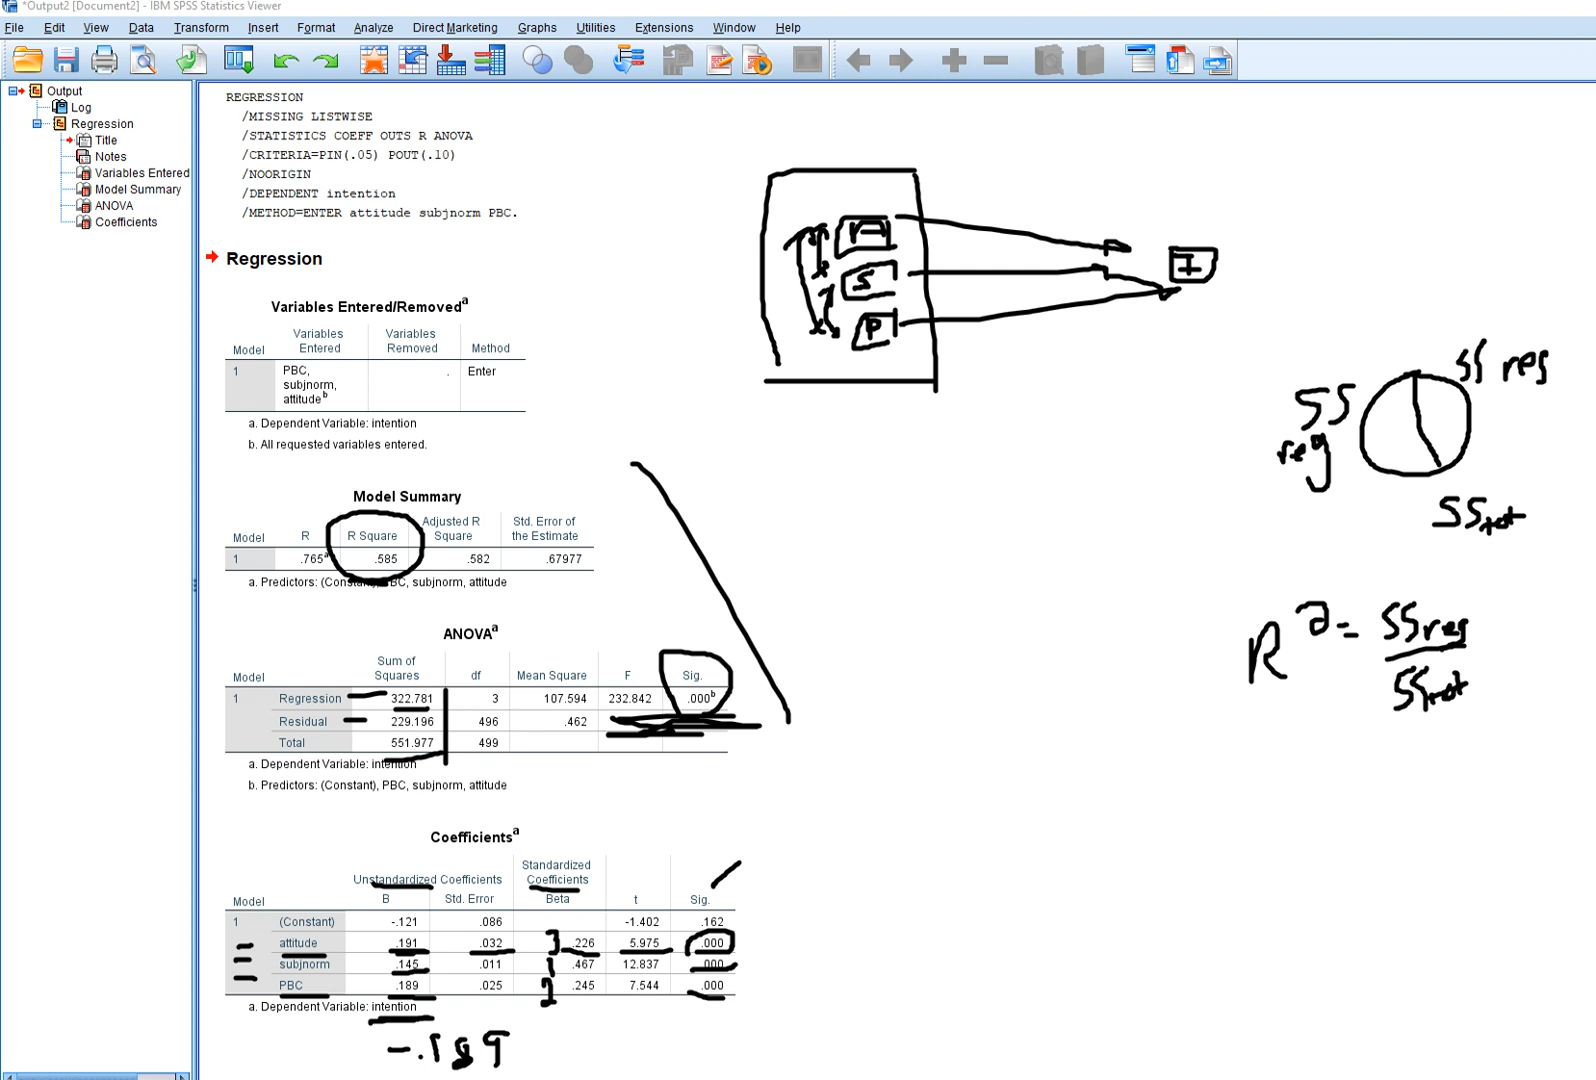 *Output2 [Document2] - IBM SPSS Statistics Viewer
File Edit View Data Transform Insert Format Analyze Direct Marketing Graphs Utilities Extensions Window Help
Output
Log
Regression
Title
Notes
Variables Entered
Model Summary
ANOVA
Coefficients
REGRESSION
/MISSING LISTWISE
/STATISTICS COEFF OUTS R ANOVA
/CRITERIA=PIN(.05) POUT(.10)
/NOORIGIN
/DEPENDENT intention
/METHOD=ENTER attitude subjnorm PBC.
Regression
Variables Entered/Removedᵃ
Model Variables Entered Variables Removed Method
1 PBC, subjnorm, attitudeᵇ . Enter
a. Dependent Variable: intention
b. All requested variables entered.
Model Summary
Model R R Square Adjusted R Square Std. Error of the Estimate
1 .765ᵃ .585 .582 .67977
a. Predictors: (Constant), PBC, subjnorm, attitude
ANOVAᵃ
Model Sum of Squares df Mean Square F Sig.
1 Regression 322.781 3 107.594 232.842 .000ᵇ
Residual 229.196 496 .462
Total 551.977 499
a. Dependent Variable: intention
b. Predictors: (Constant), PBC, subjnorm, attitude
Coefficientsᵃ
Unstandardized Coefficients Standardized Coefficients
Model B Std. Error Beta t Sig.
1 (Constant) -.121 .086 -1.402 .162
attitude .191 .032 3 .226 5.975 .000
subjnorm .145 .011 1 .467 12.837 .000
PBC .189 .025 2 .245 7.544 .000
a. Dependent Variable: intention
-.189
A
S
P
I
SS res
SS reg
SStot
R2 = SSreg
SStot